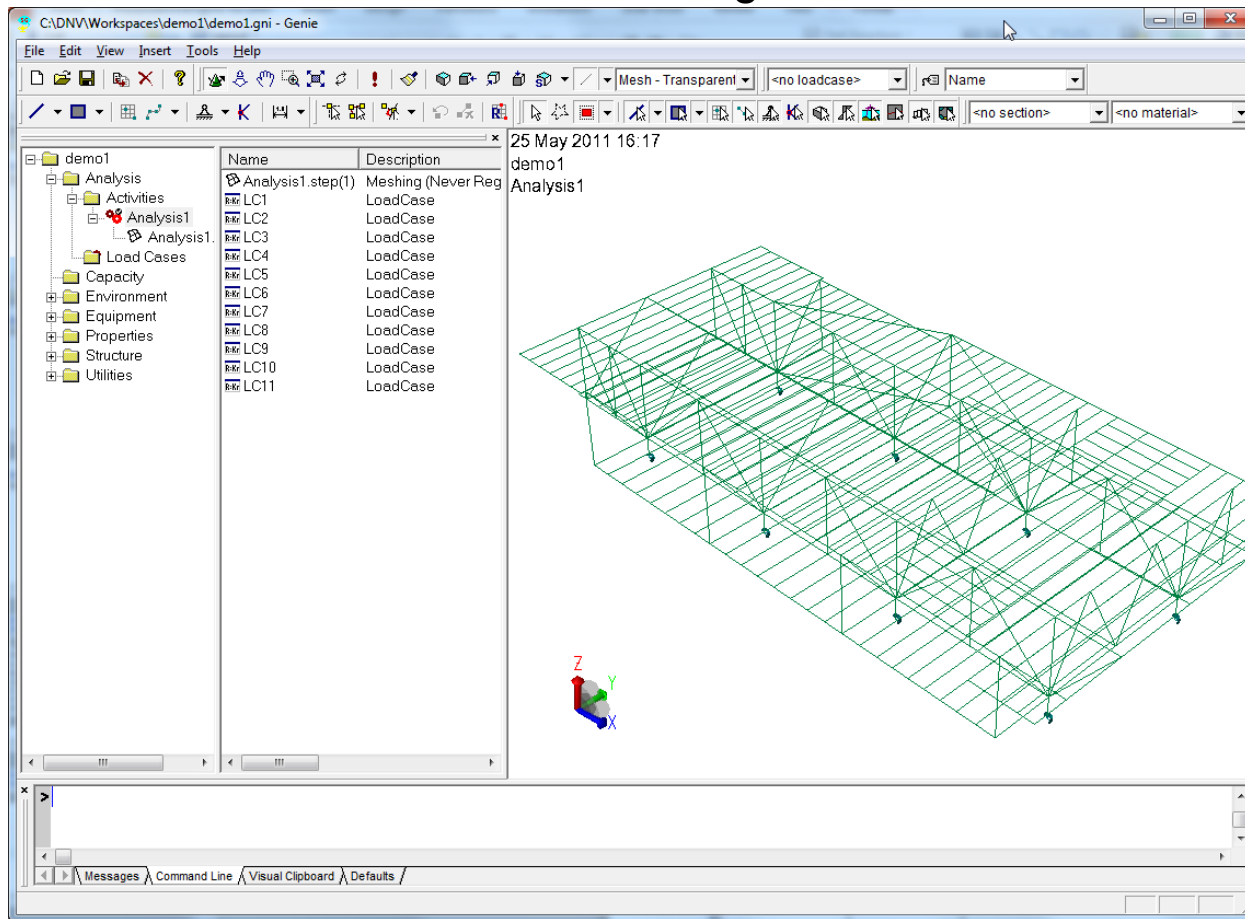 C:\DNV\Workspaces\demo1\demo1.gni - Genie
File Edit View Insert Tools Help
Mesh - Transparent
<no loadcase>
Name
<no section>
<no material>
demo1
Analysis
Activities
Analysis1
Analysis1.
Load Cases
Capacity
Environment
Equipment
Properties
Structure
Utilities
Name Description
Analysis1.step(1) Meshing (Never Reg
LC1 LoadCase
LC2 LoadCase
LC3 LoadCase
LC4 LoadCase
LC5 LoadCase
LC6 LoadCase
LC7 LoadCase
LC8 LoadCase
LC9 LoadCase
LC10 LoadCase
LC11 LoadCase
25 May 2011 16:17
demo1
Analysis1
Z
Y
X
>
Messages Command Line Visual Clipboard Defaults